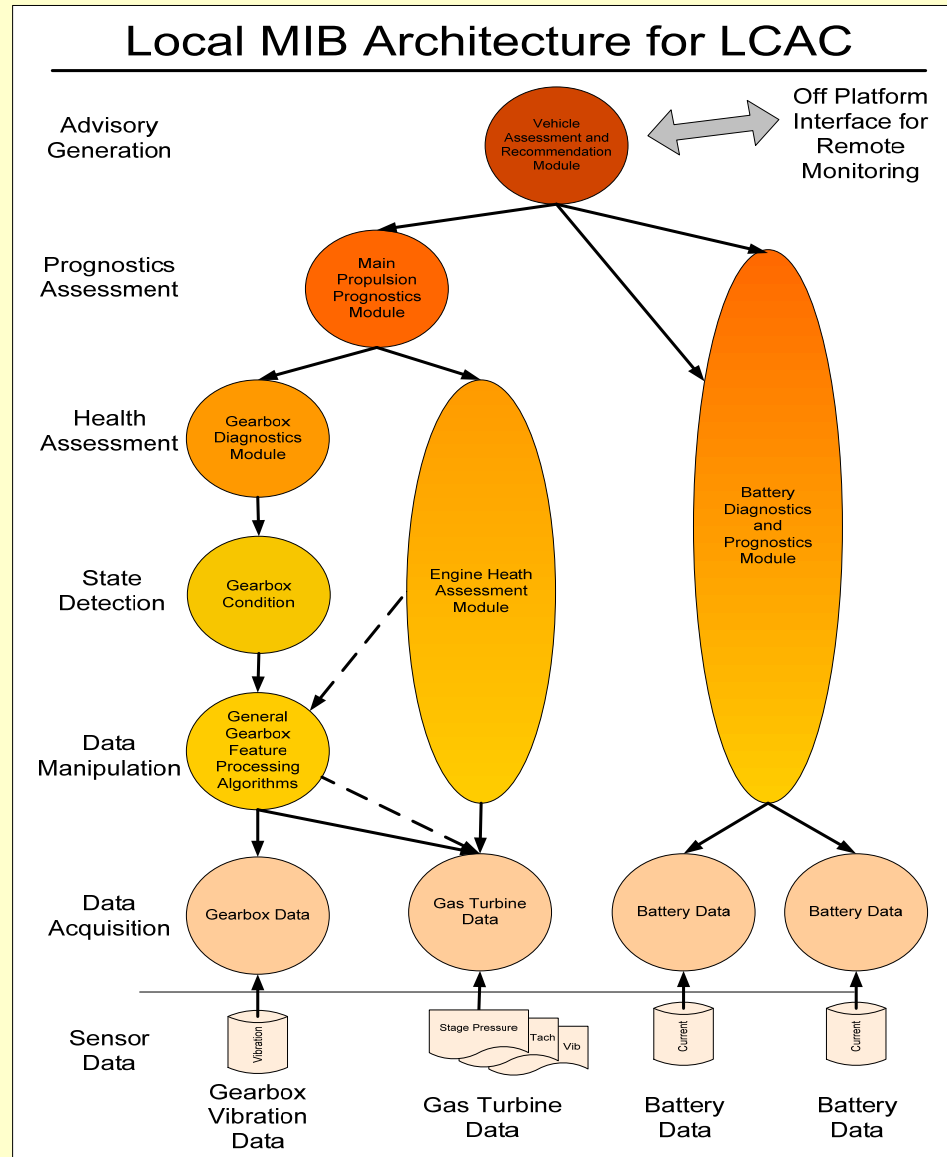 Local MIB Architecture for LCAC
Advisory
Generation
Vehicle
Assessment and
Recommendation
Module
Off Platform
Interface for
Remote
Monitoring
Prognostics
Assessment
Main
Propulsion
Prognostics
Module
Health
Assessment
Gearbox
Diagnostics
Module
Battery
Diagnostics
and
Prognostics
Module
State
Detection
Gearbox
Condition
Engine Heath
Assessment
Module
Data
Manipulation
General
Gearbox
Feature
Processing
Algorithms
Data
Acquisition
Gearbox Data
Gas Turbine
Data
Battery Data
Battery Data
Sensor
Data
Vibration
Stage Pressure
Tach
Vib
Current
Current
Gearbox
Vibration
Data
Gas Turbine
Data
Battery
Data
Battery
Data